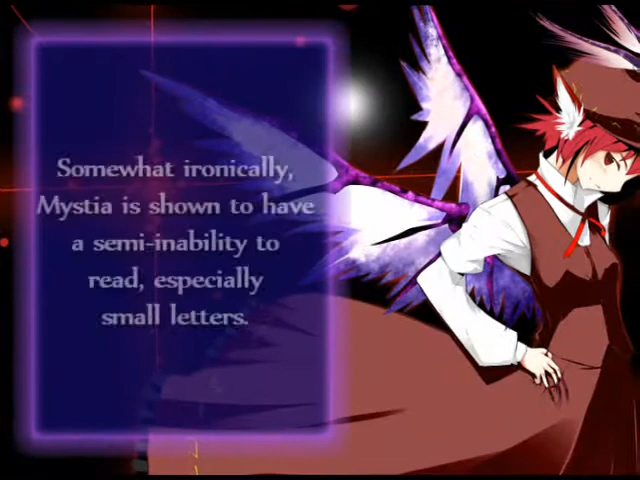 Somewhat ironically,
Mystia is shown to have
a semi-inability to
read, especially
small letters.